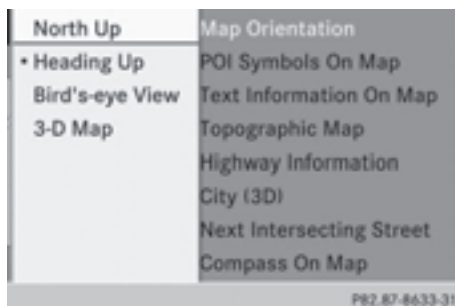 North Up
• Heading Up
Bird's-eye View
3-D Map
Map Orientation
POI Symbols On Map
Text Information On Map
Topographic Map
Highway Information
City (3D)
Next Intersecting Street
Compass On Map
P82.87-8633-31